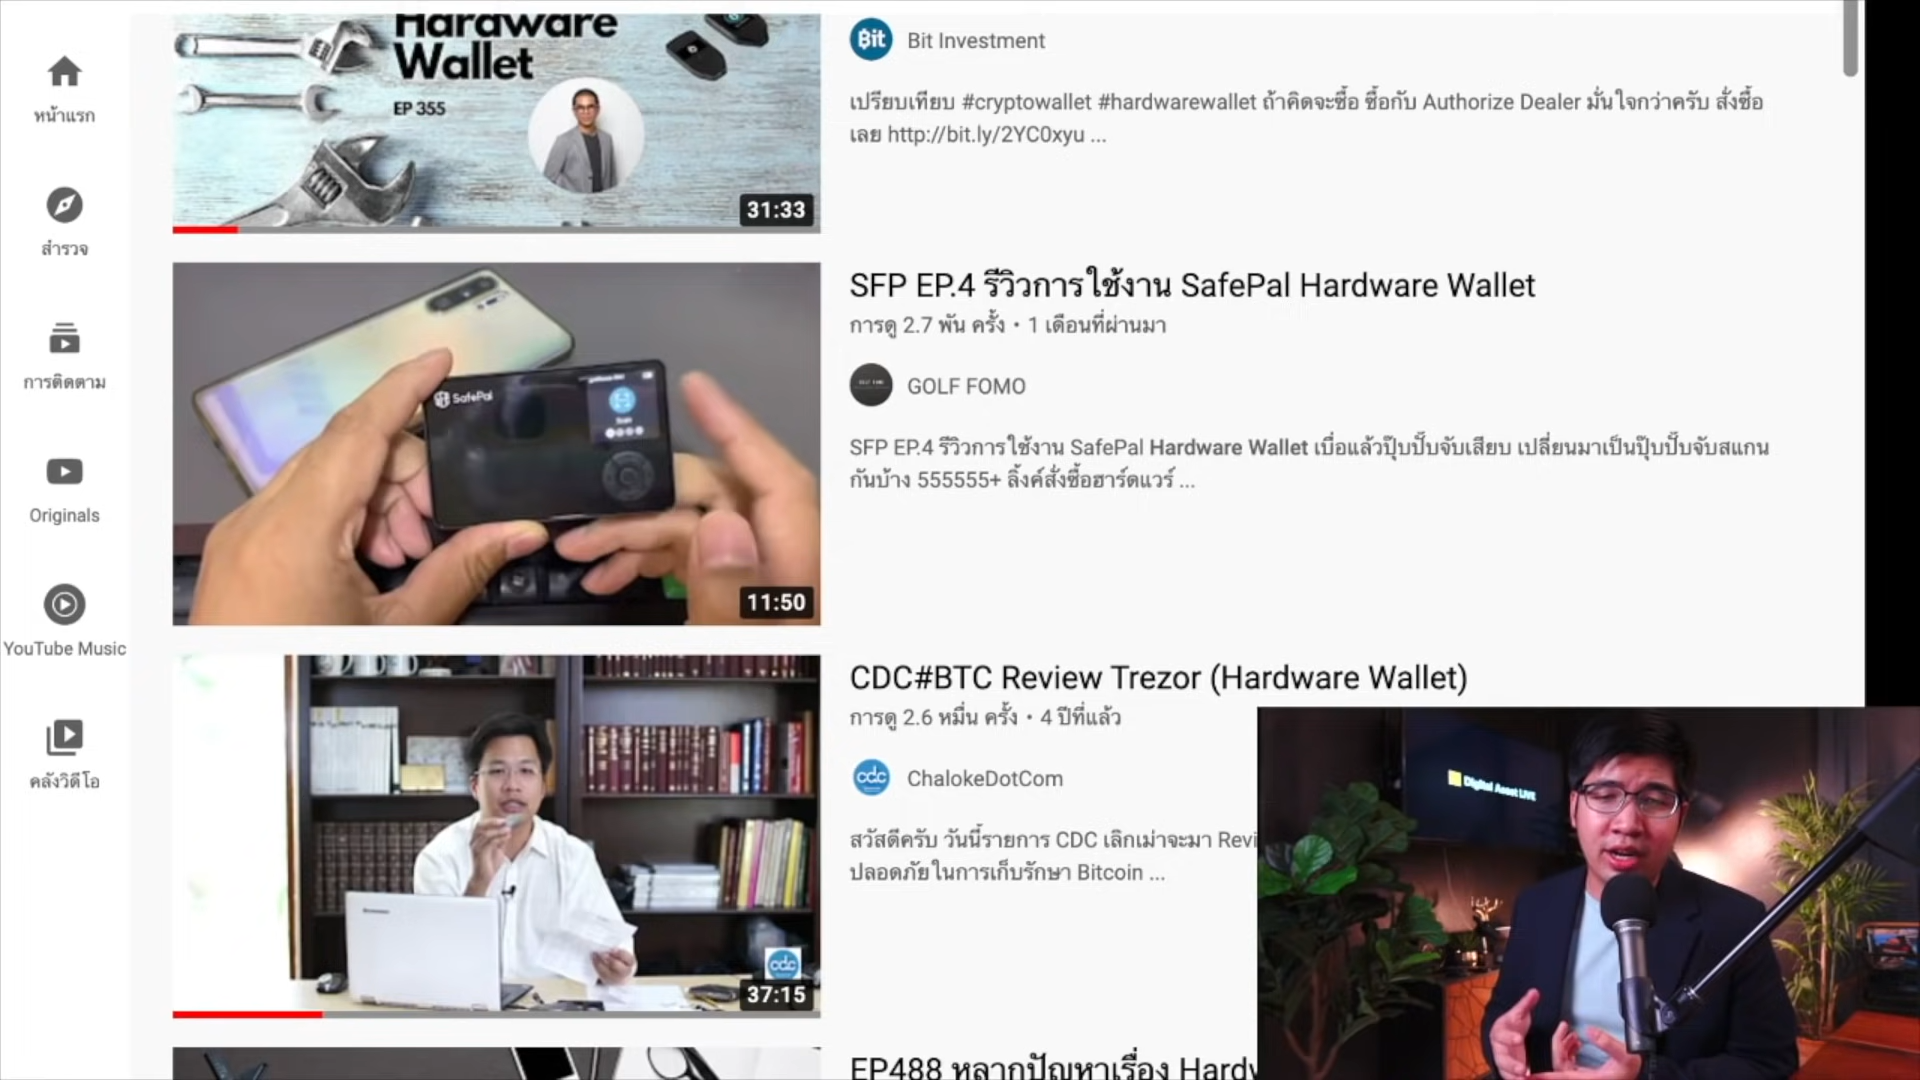 หน้าแรก
สำรวจ
การติดตาม
Originals
YouTube Music
คลังวิดีโอ
Hardware
Wallet
EP 355
31:33
Bit
Bit Investment
เปรียบเทียบ #cryptowallet #hardwarewallet ถ้าคิดจะซื้อ ซื้อกับ Authorize Dealer มั่นใจกว่าครับ สั่งซื้อ
เลย http://bit.ly/2YC0xyu ...
SafePal
Scan
11:50
SFP EP.4 รีวิวการใช้งาน SafePal Hardware Wallet
การดู 2.7 พัน ครั้ง • 1 เดือนที่ผ่านมา
GOLF FOMO
SFP EP.4 รีวิวการใช้งาน SafePal Hardware Wallet เบื่อแล้วปุ๊บปั๊บจับเสียบ เปลี่ยนมาเป็นปุ๊บปั๊บจับสแกน
กันบ้าง 555555+ ลิ้งค์สั่งซื้อฮาร์ดแวร์ ...
cdc
37:15
CDC#BTC Review Trezor (Hardware Wallet)
การดู 2.6 หมื่น ครั้ง • 4 ปีที่แล้ว
cdc
ChalokeDotCom
สวัสดีครับ วันนี้รายการ CDC เลิกเม่าจะมา Revi
ปลอดภัยในการเก็บรักษา Bitcoin ...
EP488 หลากปัญหาเรื่อง Hardw
Digital Asset LIVE